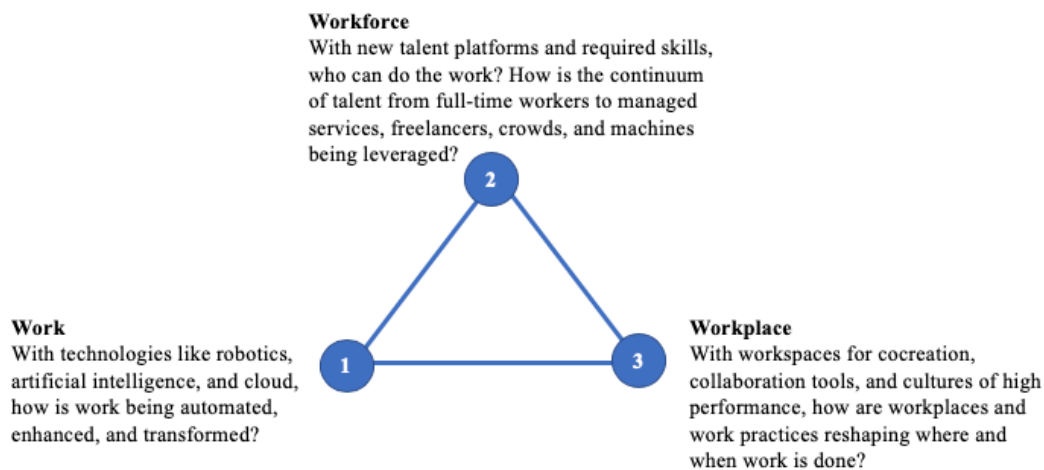 Workforce
With new talent platforms and required skills,
who can do the work? How is the continuum
of talent from full-time workers to managed
services, freelancers, crowds, and machines
being leveraged?
2
Work
With technologies like robotics,
artificial intelligence, and cloud,
how is work being automated,
enhanced, and transformed?
1
3
Workplace
With workspaces for cocreation,
collaboration tools, and cultures of high
performance, how are workplaces and
work practices reshaping where and
when work is done?